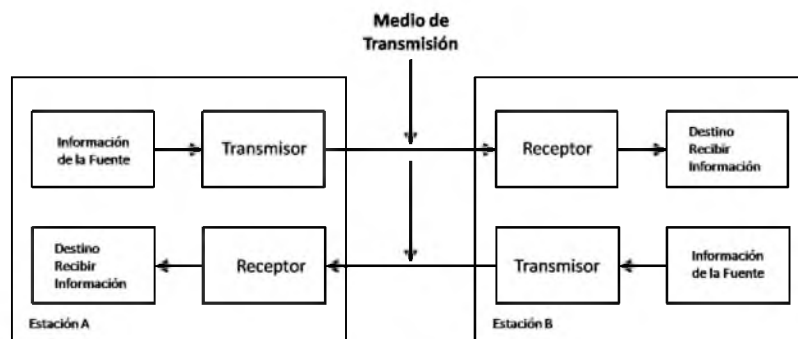 Medio de
Transmisión
Información
de la Fuente
Transmisor
Receptor
Destino
Recibir
Información
Destino
Recibir
Información
Receptor
Transmisor
Información
de la Fuente
Estación A
Estación B